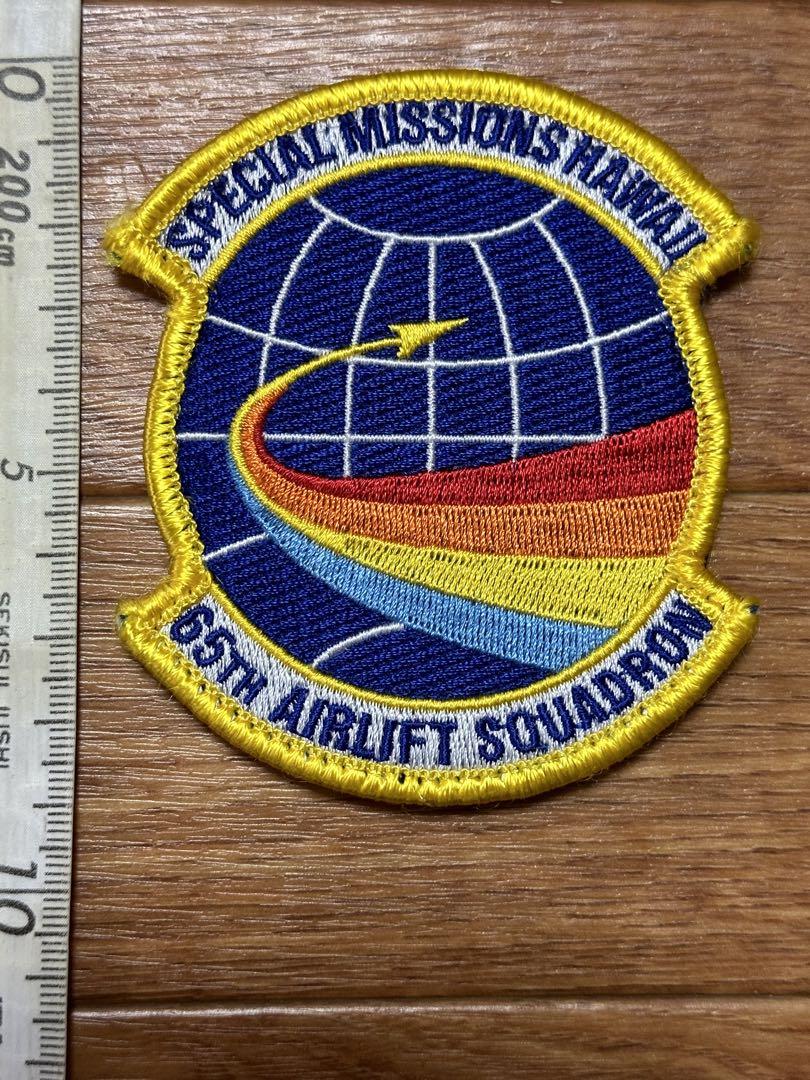 SPECIAL MISSIONS HAWAII
65TH AIRLIFT SQUADRON
0
200cm
5
SEKISUI JUSHI
10